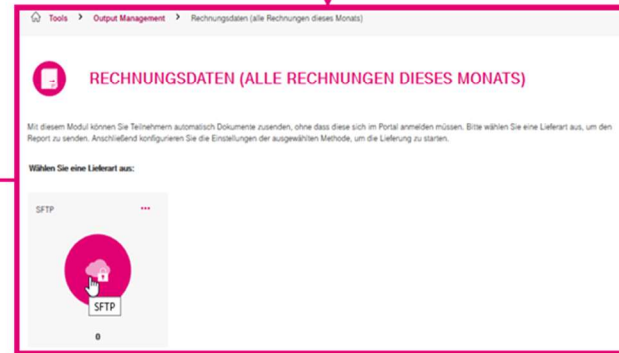 Tools > Output Management > Rechnungsdaten (alle Rechnungen dieses Monats)
RECHNUNGSDATEN (ALLE RECHNUNGEN DIESES MONATS)
Mit diesem Modul können Sie Teilnehmern automatisch Dokumente zusenden, ohne dass diese sich im Portal anmelden müssen. Bitte wählen Sie eine Lieferart aus, um den
Report zu senden. Anschließend konfigurieren Sie die Einstellungen der ausgewählten Methode, um die Lieferung zu starten.
Wählen Sie eine Lieferart aus:
SFTP ...
SFTP
0